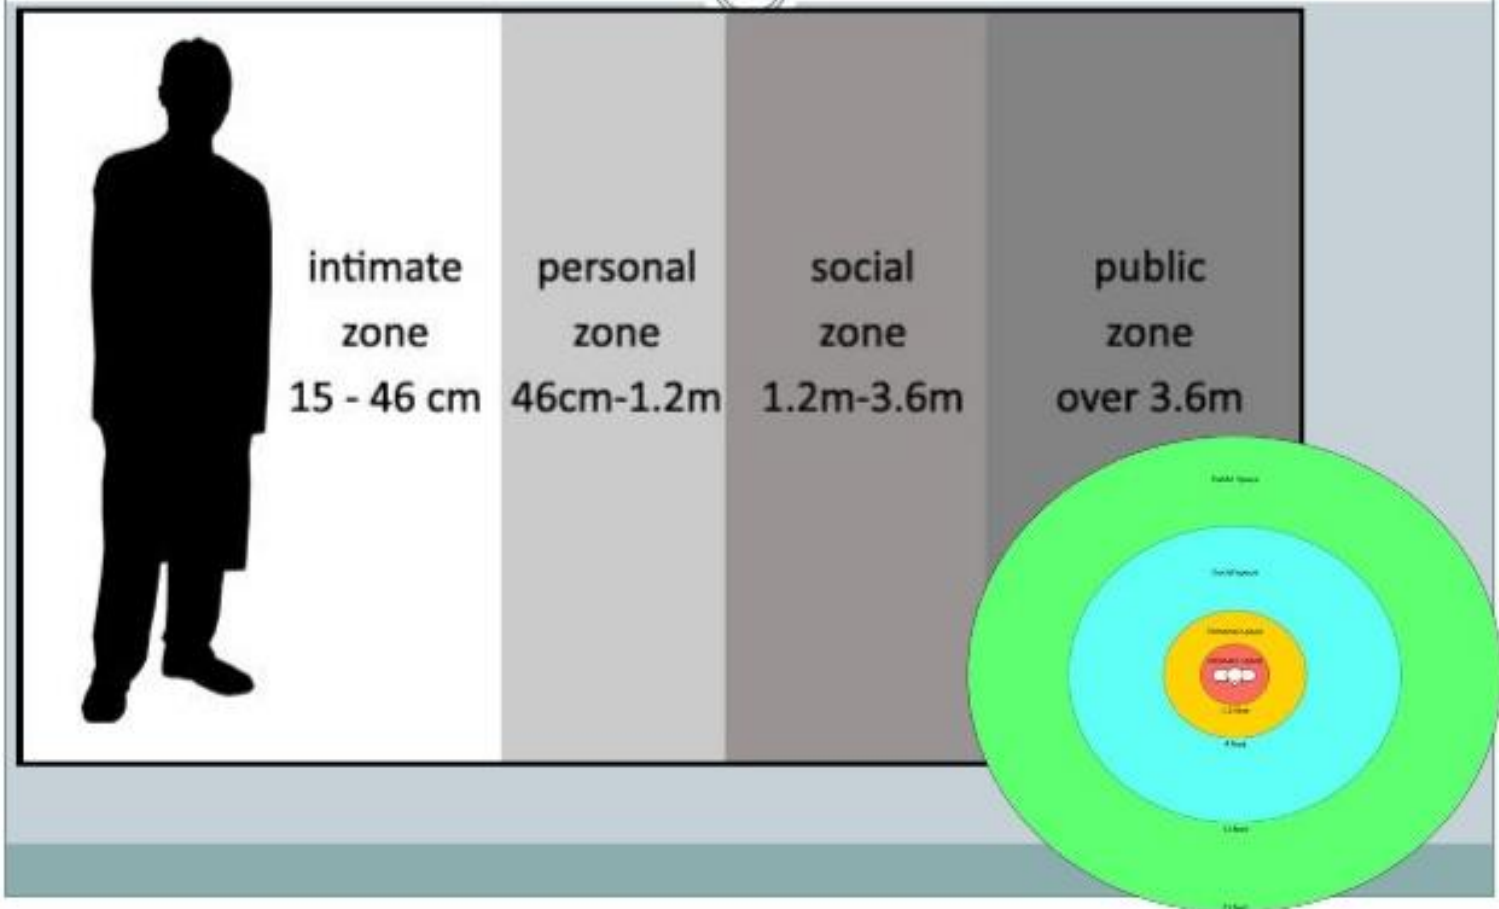 intimate
zone
15 - 46 cm
personal
zone
46cm-1.2m
social
zone
1.2m-3.6m
public
zone
over 3.6m